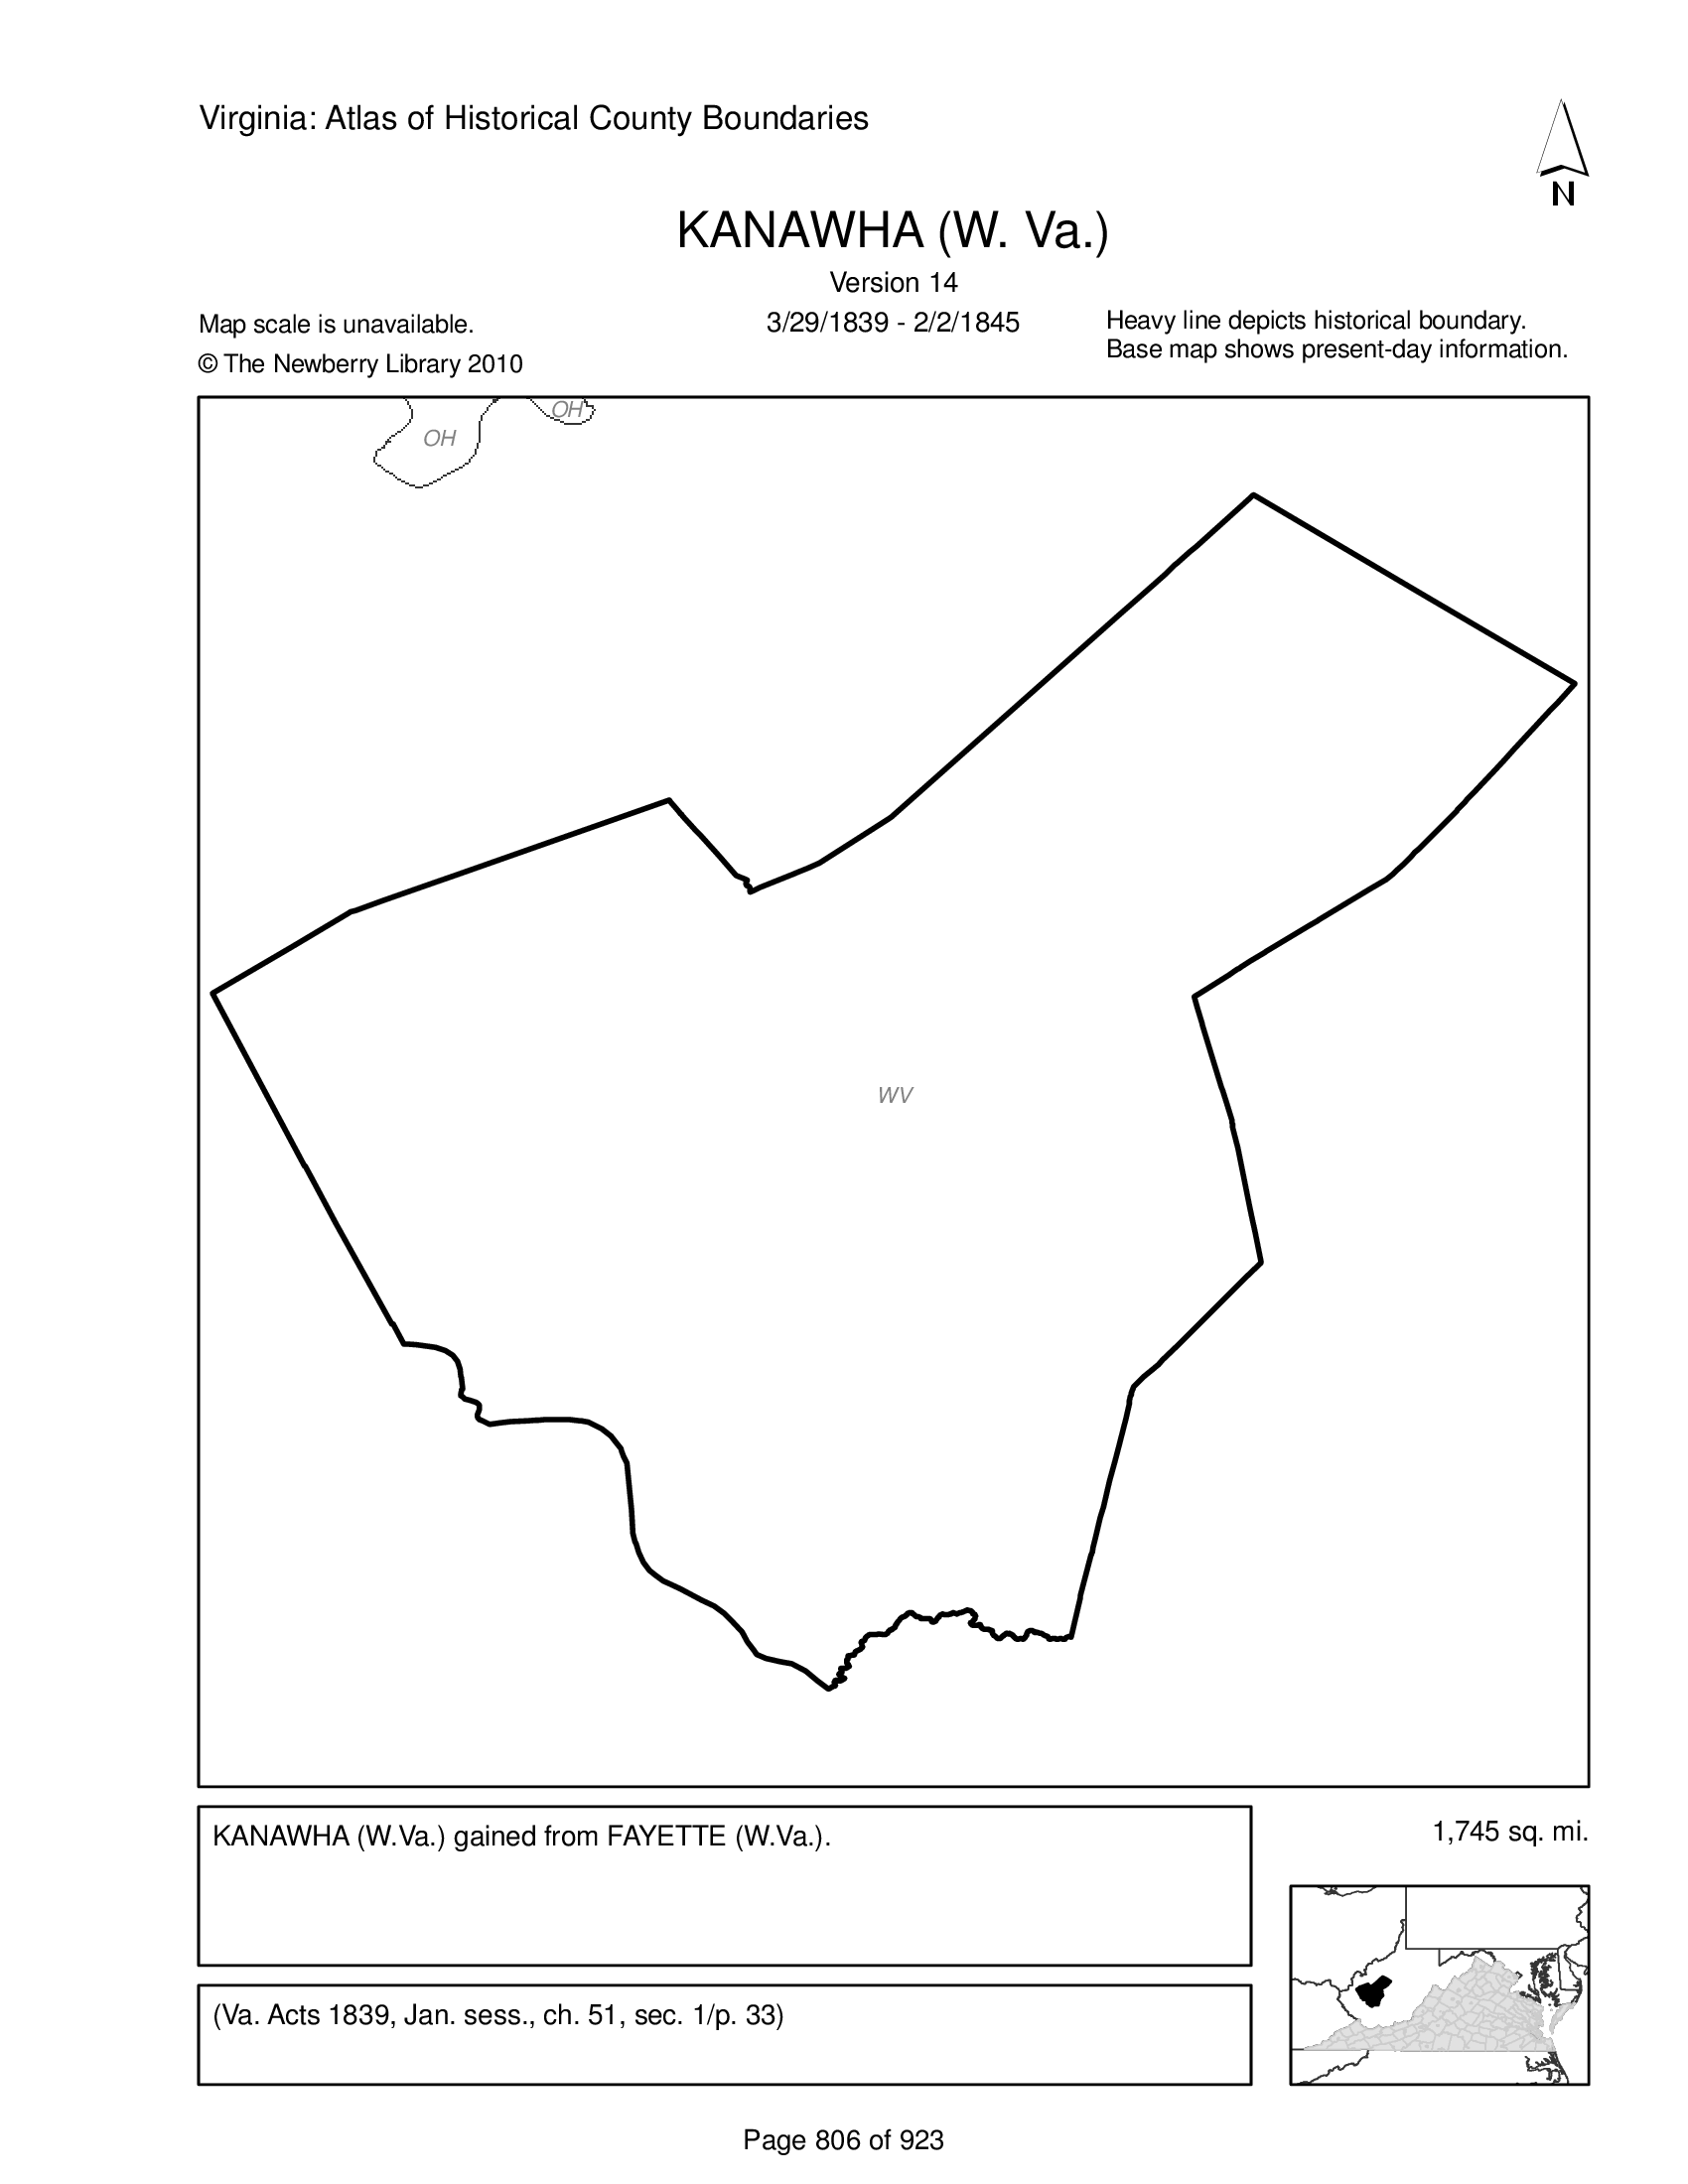 Virginia: Atlas of Historical County Boundaries
N
KANAWHA (W. Va.)
Version 14
3/29/1839 - 2/2/1845
Map scale is unavailable.
© The Newberry Library 2010
Heavy line depicts historical boundary.
Base map shows present-day information.
OH
OH
WV
KANAWHA (W.Va.) gained from FAYETTE (W.Va.).
1,745 sq. mi.
(Va. Acts 1839, Jan. sess., ch. 51, sec. 1/p. 33)
Page 806 of 923